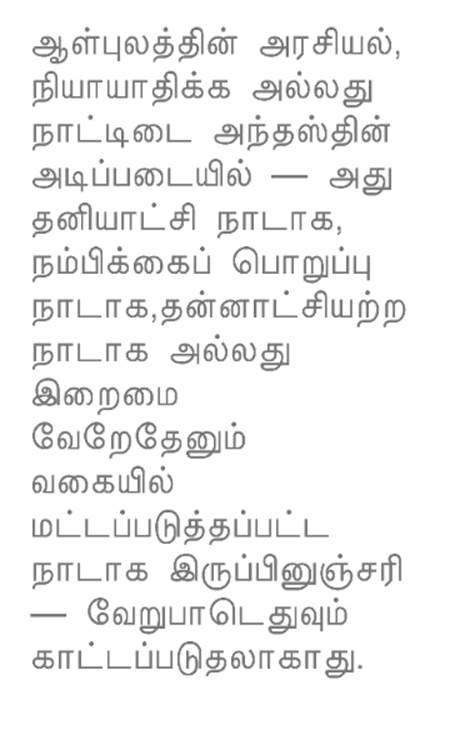 ஆள்புலத்தின் அரசியல்,
நியாயாதிக்க அல்லது
நாட்டிடை அந்தஸ்தின்
அடிப்படையில் — அது
தனியாட்சி நாடாக,
நம்பிக்கைப் பொறுப்பு
நாடாக,தன்னாட்சியற்ற
நாடாக அல்லது
இறைமை
வேறேதேனும்
வகையில்
மட்டப்படுத்தப்பட்ட
நாடாக இருப்பினுஞ்சரி
— வேறுபாடெதுவும்
காட்டப்படுதலாகாது.